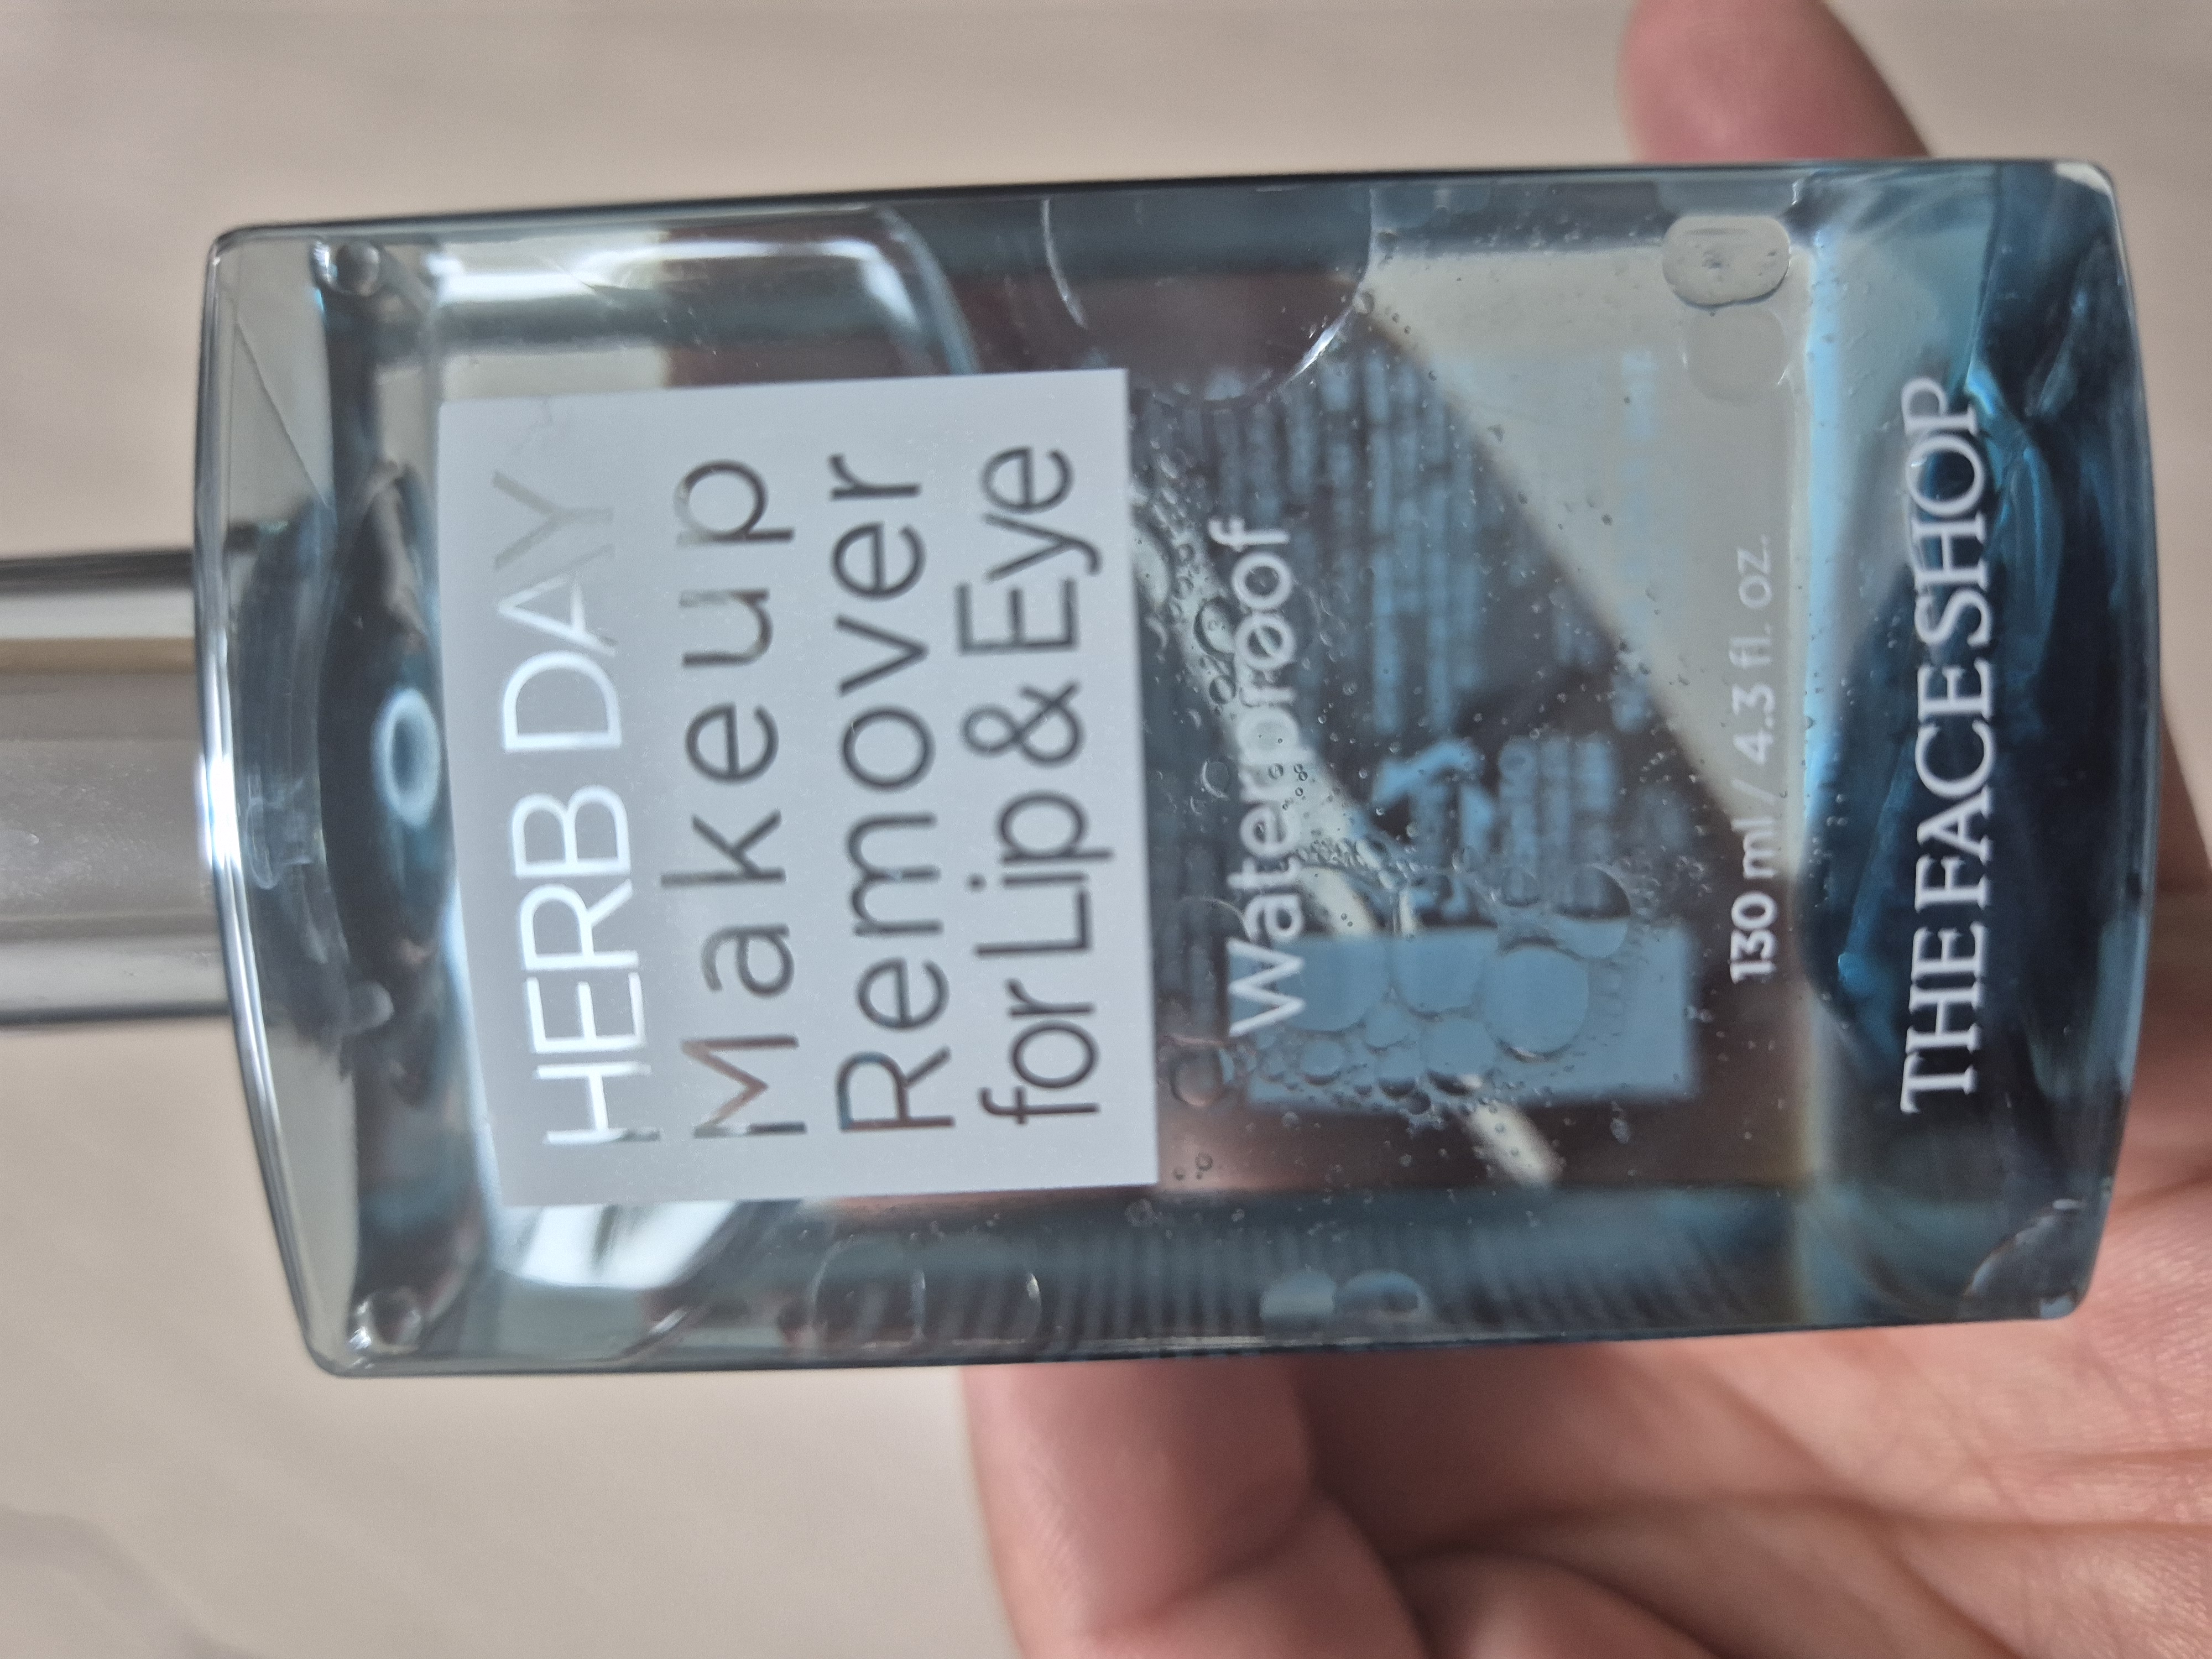 HERB DAY
Makeup
Remover
for Lip & Eye
Waterproof
130 ml / 4.3 fl. oz.
THE FACE SHOP